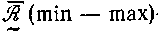 ℛ̰̅ (min — max)